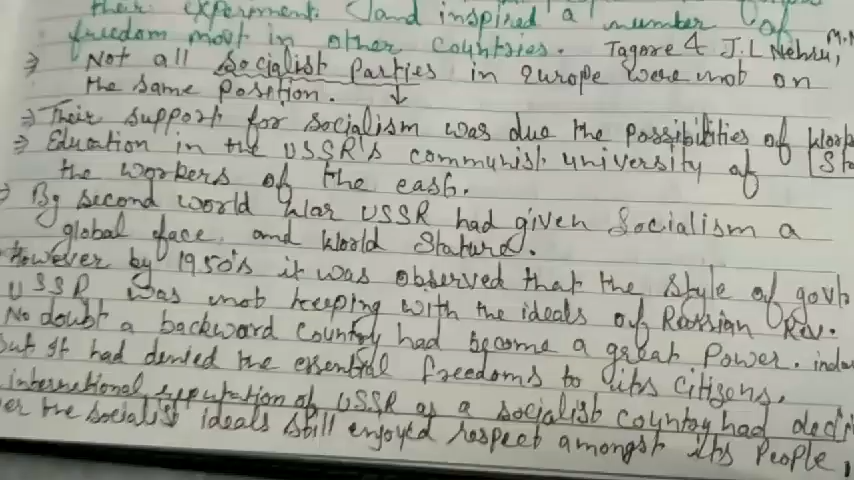 their experiment. and inspired a number of
freedom movt in other countries. Tagore & J.L Nehru, M.N
⇒ Not all socialist parties in europe were not on
the same position.
⇒ Their support for socialism was due the possibilities of
⇒ Eduation in the USSR's communist university of
the workers of the east.
By second world War USSR had given Socialism a
global face, and World Stature.
However by 1950's it was observed that the style of govt
USSR was not keeping with the ideals of Russian Rev.
No doubt a backward country had become a great Power.
but It had denied the essential freedoms to its citizens.
international reputation of USSR as a socialist country had
the socialist ideals still enjoyed respect amongst its People,